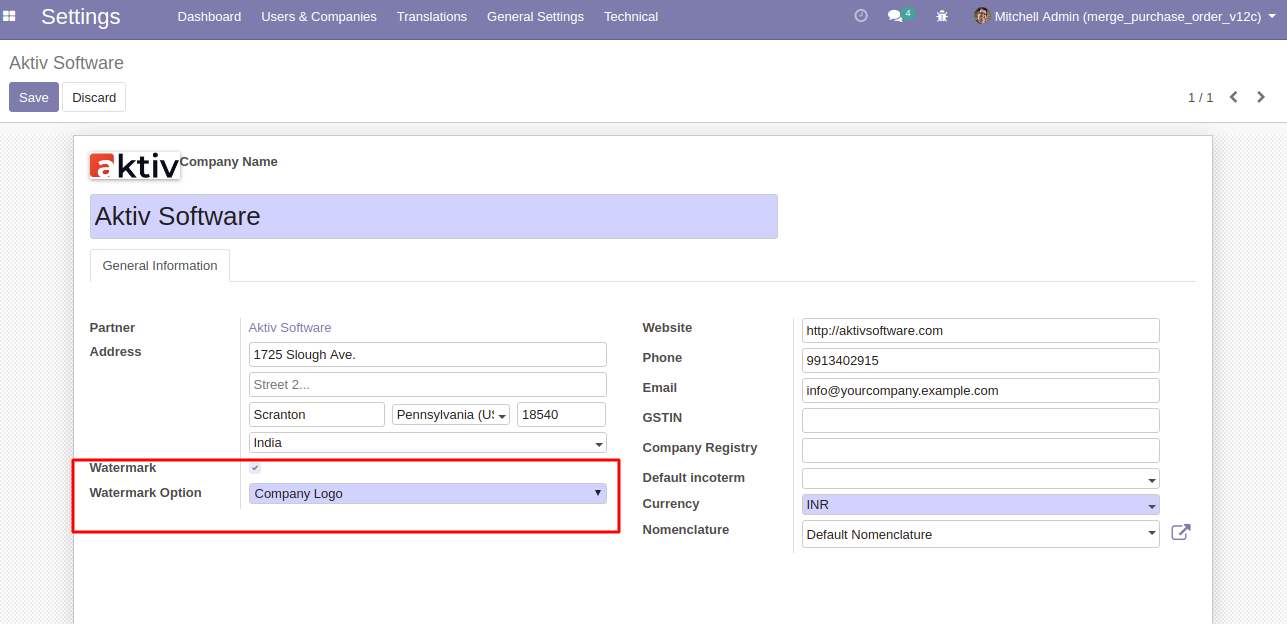 Settings Dashboard Users & Companies Translations General Settings Technical 4 Mitchell Admin (merge_purchase_order_v12c)
Aktiv Software
Save Discard 1 / 1
aktiv Company Name
Aktiv Software
General Information
Partner Aktiv Software
Address 1725 Slough Ave.
Street 2...
Scranton Pennsylvania (US 18540
India
Watermark
Watermark Option Company Logo
Website http://aktivsoftware.com
Phone 9913402915
Email info@yourcompany.example.com
GSTIN
Company Registry
Default incoterm
Currency INR
Nomenclature Default Nomenclature